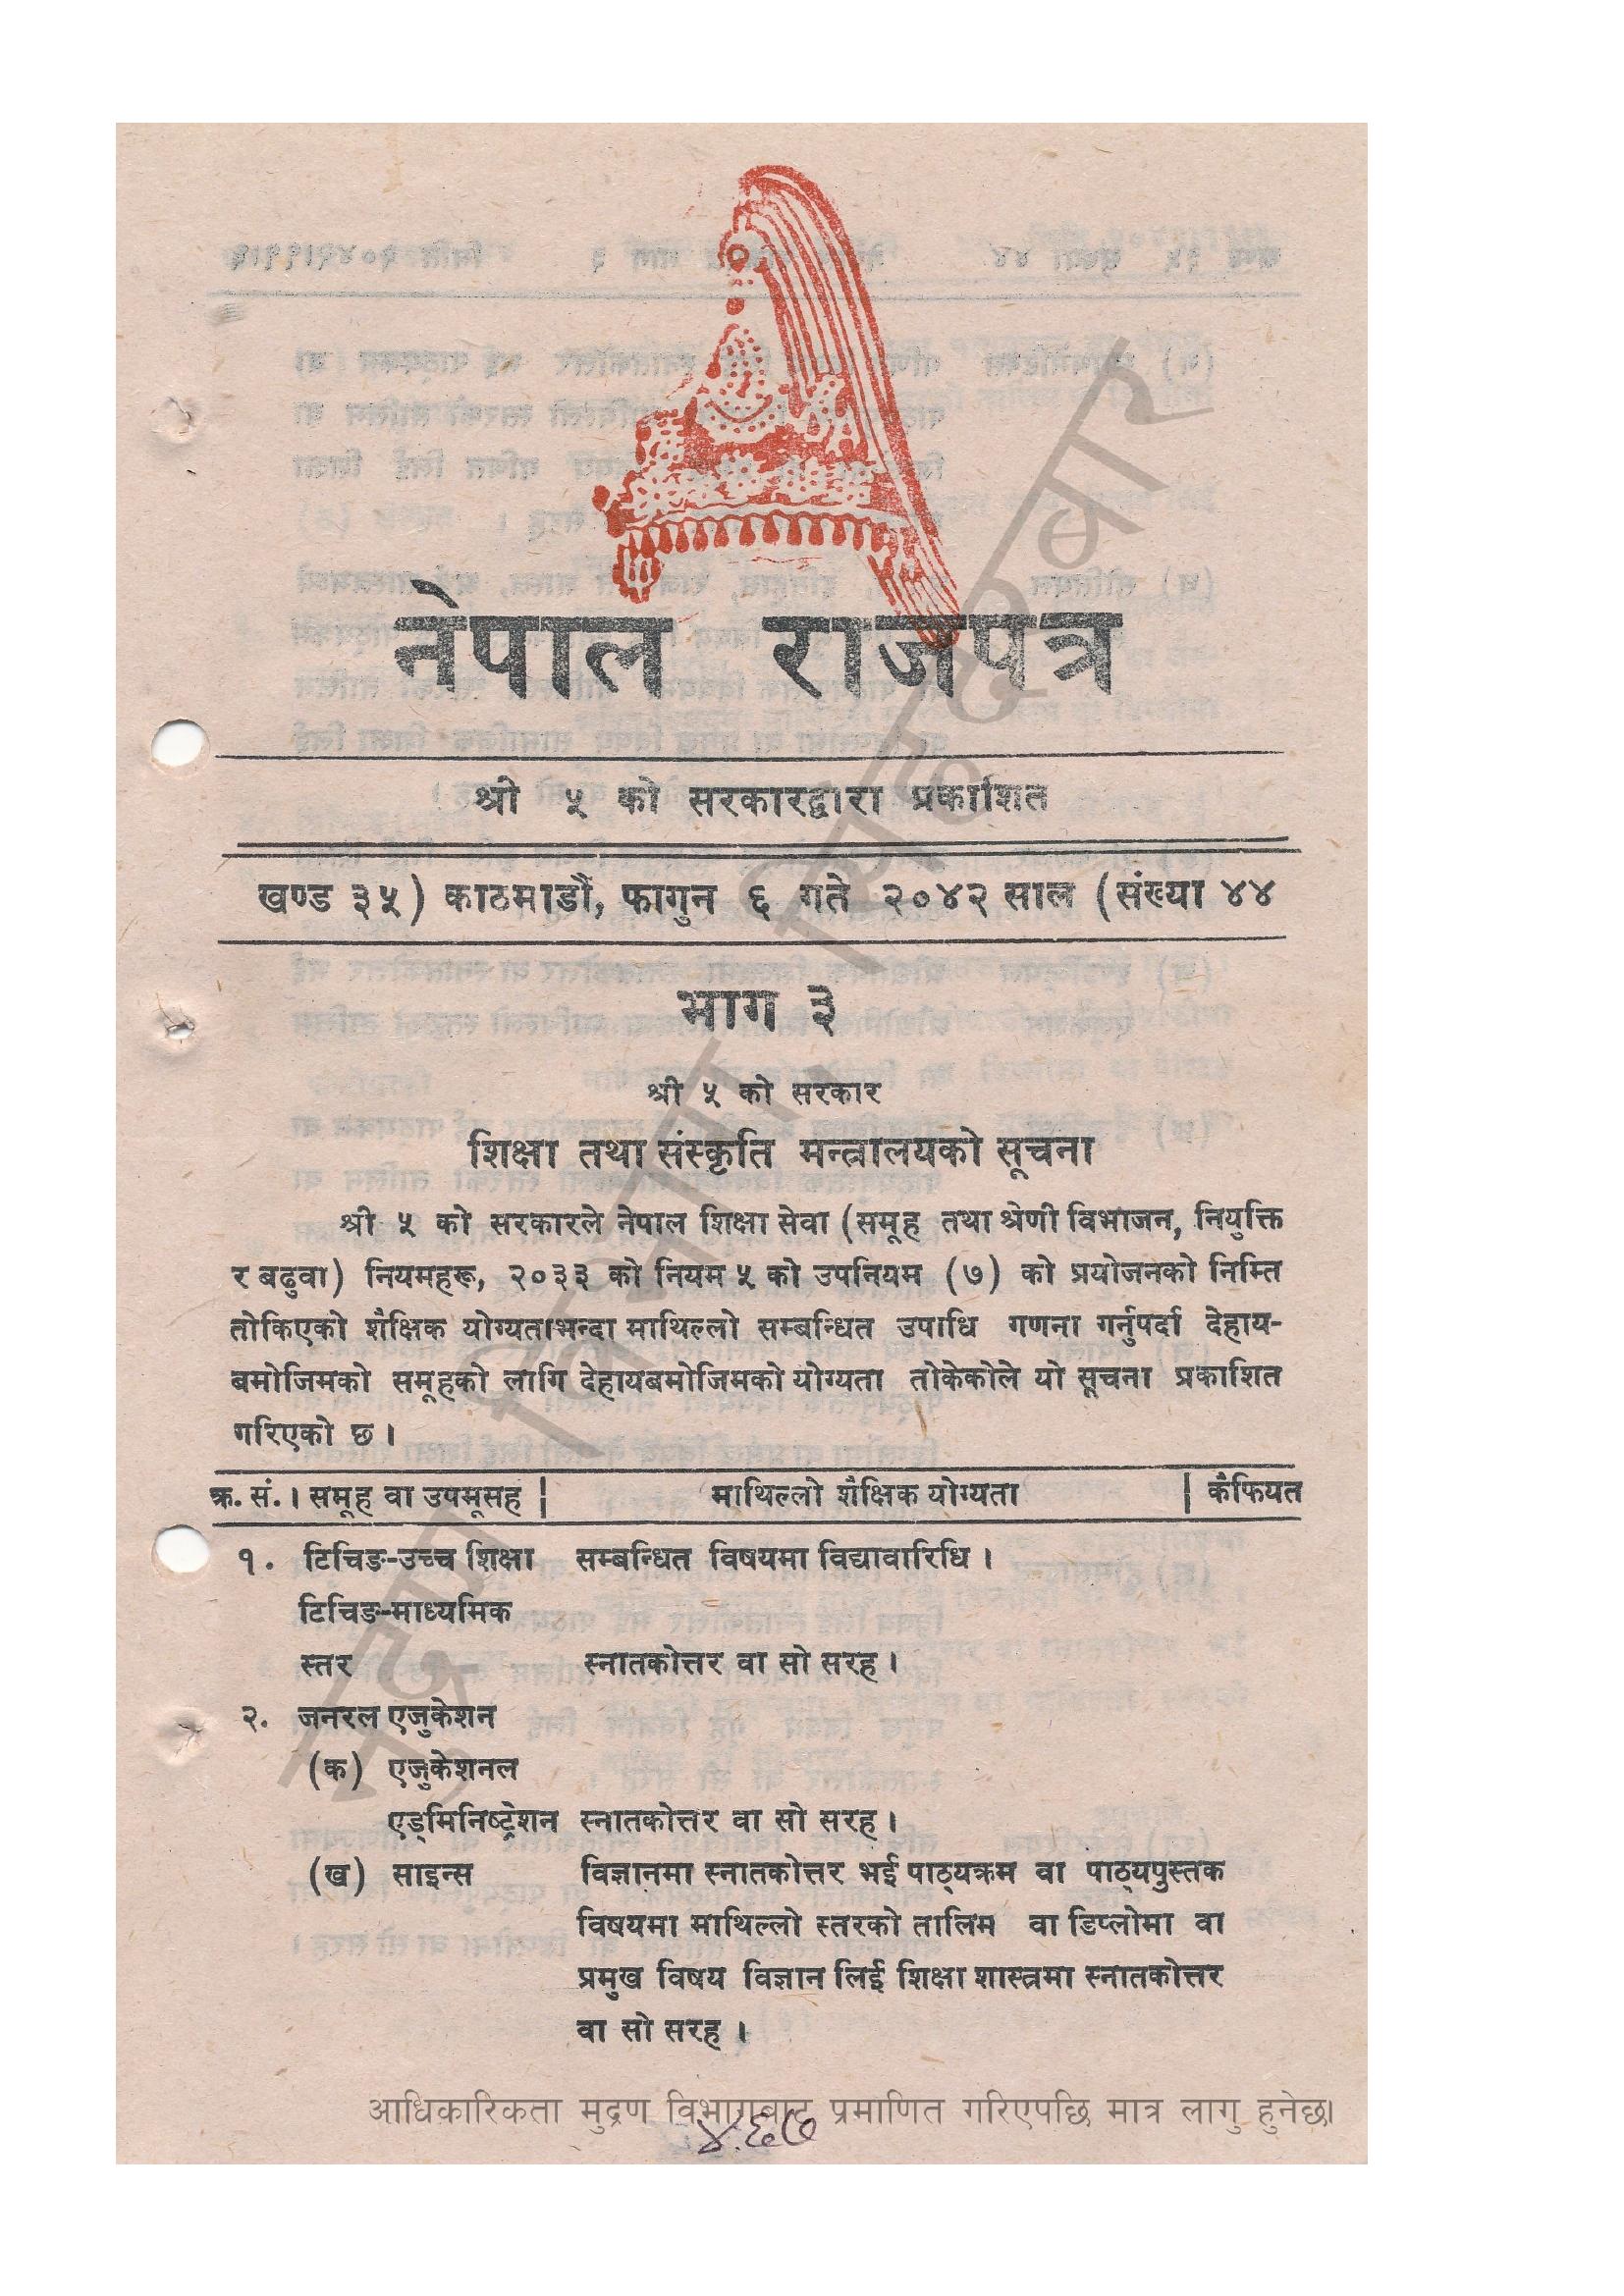 नेपाल राजपत्र
श्री ५ को सरकारद्वारा प्रकाशित
खण्ड ३५) काठमाडौं, फागुन ६ गते २०४२ साल (संख्या ४४
भाग ३
श्री ५ को सरकार
शिक्षा तथा संस्कृति मन्त्रालयको सूचना
श्री ५ को सरकारले नेपाल शिक्षा सेवा (समूह तथा श्रेणी विभाजन, नियुक्ति
र बढुवा) नियमहरू, २०३३ को नियम ५ को उपनियम (७) को प्रयोजनको निम्ति
तोकिएको शैक्षिक योग्यताभन्दा माथिल्लो सम्बन्धित उपाधि गणना गर्नुपर्दा देहाय-
बमोजिमको समूहको लागि देहायबमोजिमको योग्यता तोकेकोले यो सूचना प्रकाशित
गरिएको छ ।
क्र. सं. । समूह वा उपमूसह | माथिल्लो शैक्षिक योग्यता | कैफियत
१. टिचिङ-उच्च शिक्षा सम्बन्धित विषयमा विद्यावारिधि ।
टिचिङ-माध्यमिक
स्तर स्नातकोत्तर वा सो सरह ।
२. जनरल एजुकेशन
(क) एजुकेशनल
एड्मिनिष्ट्रेशन स्नातकोत्तर वा सो सरह ।
(ख) साइन्स विज्ञानमा स्नातकोत्तर भई पाठ्यक्रम वा पाठ्यपुस्तक
विषयमा माथिल्लो स्तरको तालिम वा डिप्लोमा वा
प्रमुख विषय विज्ञान लिई शिक्षा शास्त्रमा स्नातकोत्तर
वा सो सरह ।
आधिकारिकता मुद्रण विभागबाट प्रमाणित गरिएपछि मात्र लागु हुनेछ।
४६७